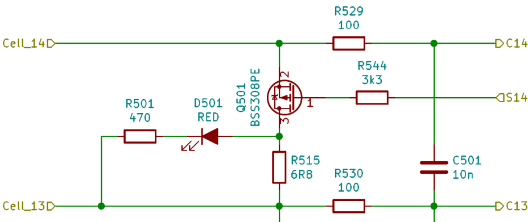 R529
100
Cell_14
C14
R544
3k3
2
Q501
BSS308PE
1
S14
3
R501
470
D501
RED
R515
6R8
R530
100
C501
10n
Cell_13
C13